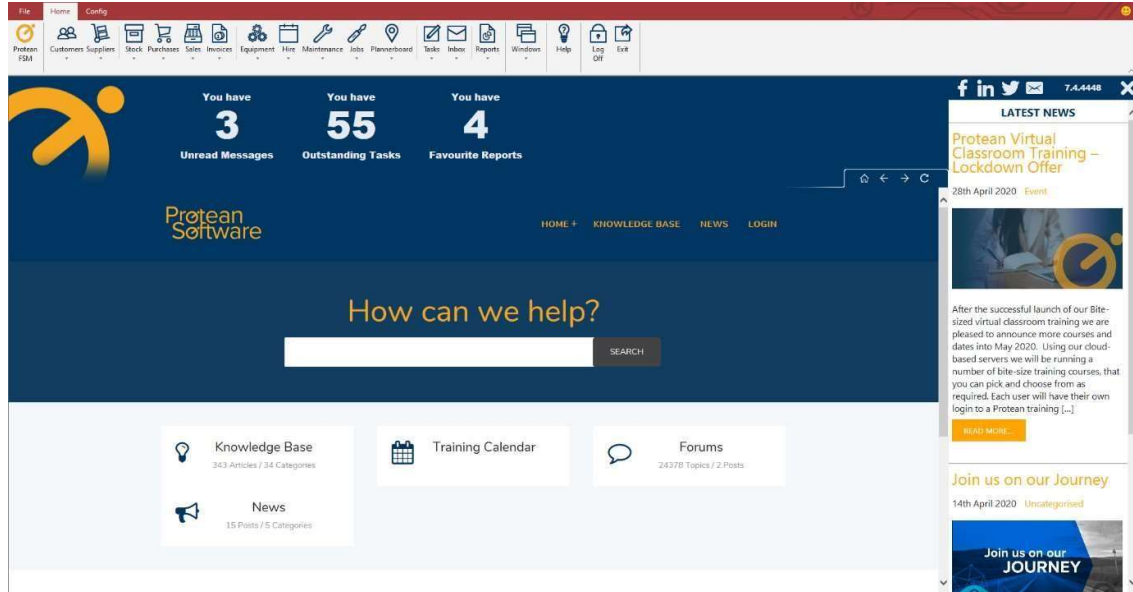 File Home Config
Protean FSM Customers Suppliers Stock Purchases Sales Invoices Equipment Hire Maintenance Jobs Plannerboard Tasks Inbox Reports Windows Help Log Off Exit
You have You have You have
3 55 4
Unread Messages Outstanding Tasks Favourite Reports
7.4.4448
LATEST NEWS
Protean Virtual
Classroom Training –
Lockdown Offer
28th April 2020 Event
After the successful launch of our Bite-
sized virtual classroom training we are
pleased to announce more courses and
dates into May 2020. Using our cloud-
based servers we will be running a
number of bite-size training courses, that
you can pick and choose from as
required. Each user will have their own
login to a Protean training [...]
READ MORE...
Join us on our Journey
14th April 2020 Uncategorised
Join us on our
JOURNEY
Protean
Software
HOME + KNOWLEDGE BASE NEWS LOGIN
How can we help?
SEARCH
Knowledge Base
343 Articles / 34 Categories
Training Calendar
Forums
24378 Topics / 2 Posts
News
15 Posts / 5 Categories